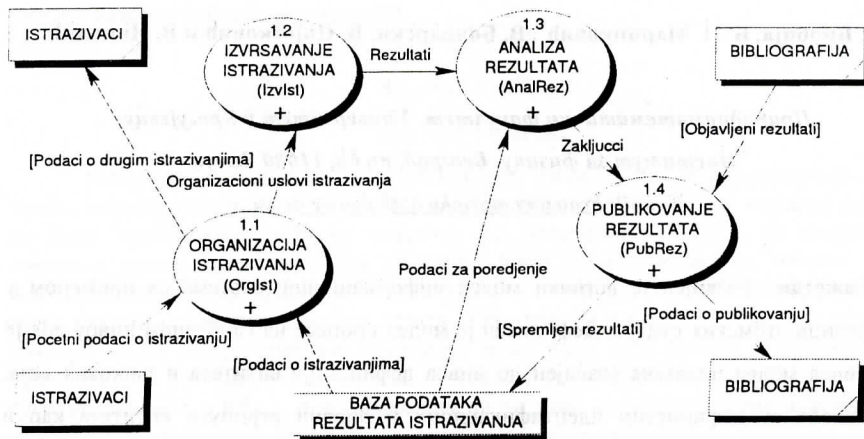 ISTRAZIVACI
1.2
IZVRSAVANJE
ISTRAZIVANJA
(IzvIst)
+
Rezultati
1.3
ANALIZA
REZULTATA
(AnalRez)
+
BIBLIOGRAFIJA
[Podaci o drugim istrazivanjima]
Organizacioni uslovi istrazivanja
Zakljucci
[Objavljeni rezultati]
1.1
ORGANIZACIJA
ISTRAZIVANJA
(OrgIst)
+
1.4
PUBLIKOVANJE
REZULTATA
(PubRez)
+
Podaci za poredjenje
[Pocetni podaci o istrazivanju]
[Podaci o istrazivanjima]
[Spremljeni rezultati]
[Podaci o publikovanju]
ISTRAZIVACI
BAZA PODATAKA
REZULTATA ISTRAZIVANJA
BIBLIOGRAFIJA